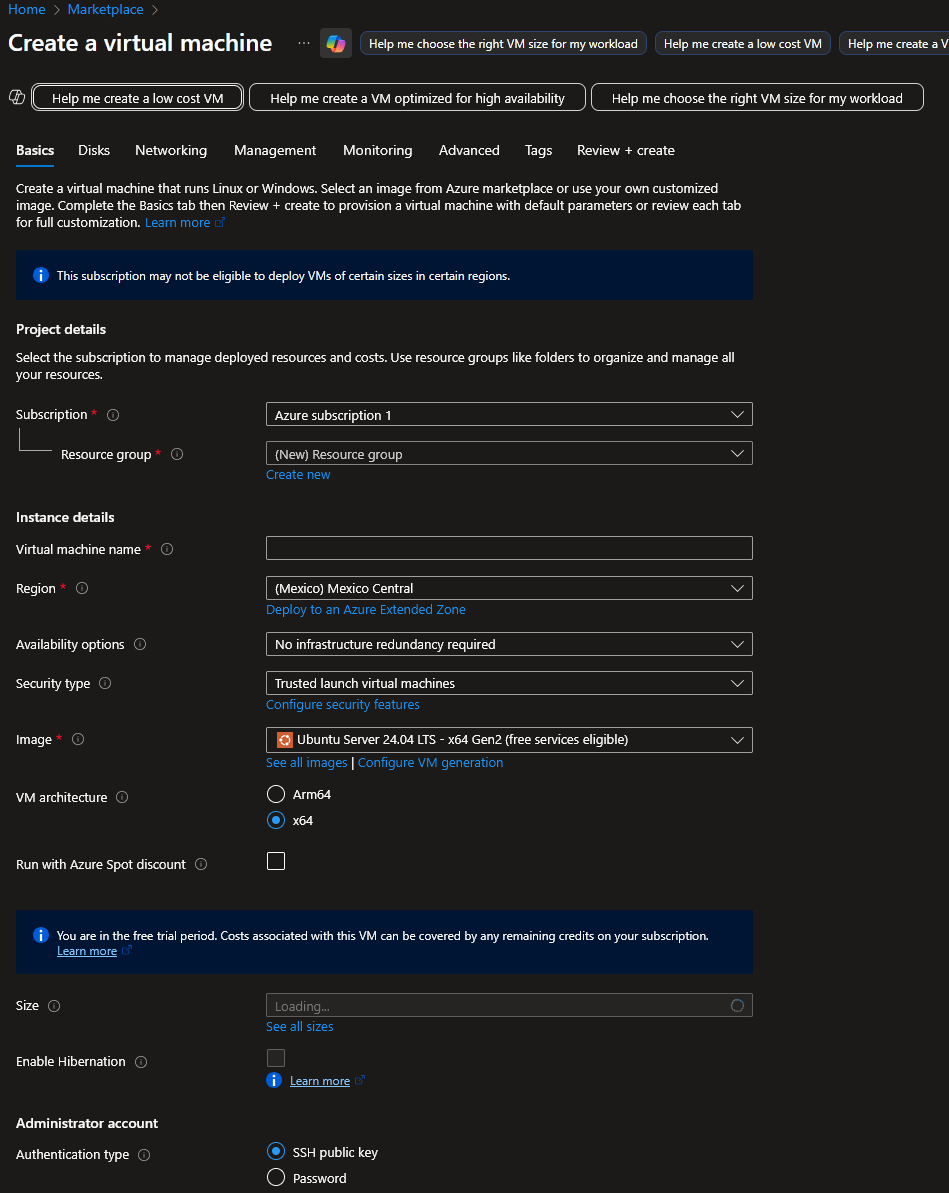 Home > Marketplace >
Create a virtual machine ... Help me choose the right VM size for my workload Help me create a low cost VM Help me create a V
Help me create a low cost VM Help me create a VM optimized for high availability Help me choose the right VM size for my workload
Basics Disks Networking Management Monitoring Advanced Tags Review + create
Create a virtual machine that runs Linux or Windows. Select an image from Azure marketplace or use your own customized
image. Complete the Basics tab then Review + create to provision a virtual machine with default parameters or review each tab
for full customization. Learn more
This subscription may not be eligible to deploy VMs of certain sizes in certain regions.
Project details
Select the subscription to manage deployed resources and costs. Use resource groups like folders to organize and manage all
your resources.
Subscription * Azure subscription 1
Resource group * (New) Resource group
Create new
Instance details
Virtual machine name *
Region * (Mexico) Mexico Central
Deploy to an Azure Extended Zone
Availability options No infrastructure redundancy required
Security type Trusted launch virtual machines
Configure security features
Image * Ubuntu Server 24.04 LTS - x64 Gen2 (free services eligible)
See all images | Configure VM generation
VM architecture Arm64
x64
Run with Azure Spot discount
You are in the free trial period. Costs associated with this VM can be covered by any remaining credits on your subscription.
Learn more
Size Loading...
See all sizes
Enable Hibernation
Learn more
Administrator account
Authentication type SSH public key
Password